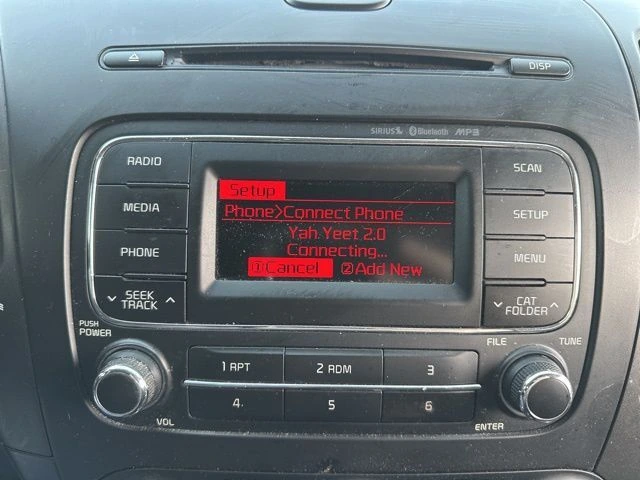 DISP
SIRIUS Bluetooth MP3
RADIO
MEDIA
PHONE
SEEK
TRACK
Setup
Phone>Connect Phone
Yah Yeet 2.0
Connecting...
①Cancel ②Add New
SCAN
SETUP
MENU
CAT
FOLDER
PUSH
POWER
VOL
1 RPT 2 RDM 3
4 5 6
FILE TUNE
ENTER